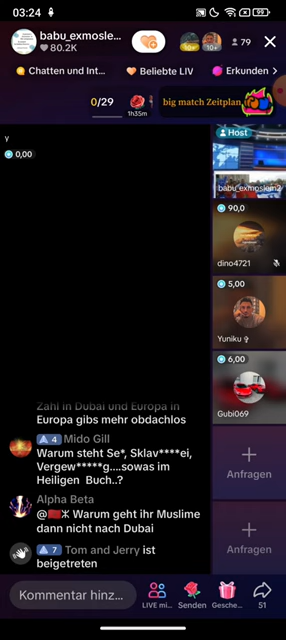 03:24
99
babu_exmosle...
80.2K
10+
79
Chatten und Int...
Beliebte LIV
Erkunden
0/29
1h35m
big match Zeitplan
y
0,00
Host
babu_exmoslem2
90,0
dino4721
5,00
Yuniku
6,00
Gubi069
Zahl in Dubai und Europa in
Europa gibs mehr obdachlos
4 Mido Gill
Warum steht Se*, Sklav****ei,
Vergew*****g....sowas im
Heiligen Buch..?
Alpha Beta
@🇲🇦ⵣ Warum geht ihr Muslime
dann nicht nach Dubai
7 Tom and Jerry ist
beigetreten
Anfragen
Anfragen
Kommentar hinz...
LIVE mi...
Senden
Gesche...
51